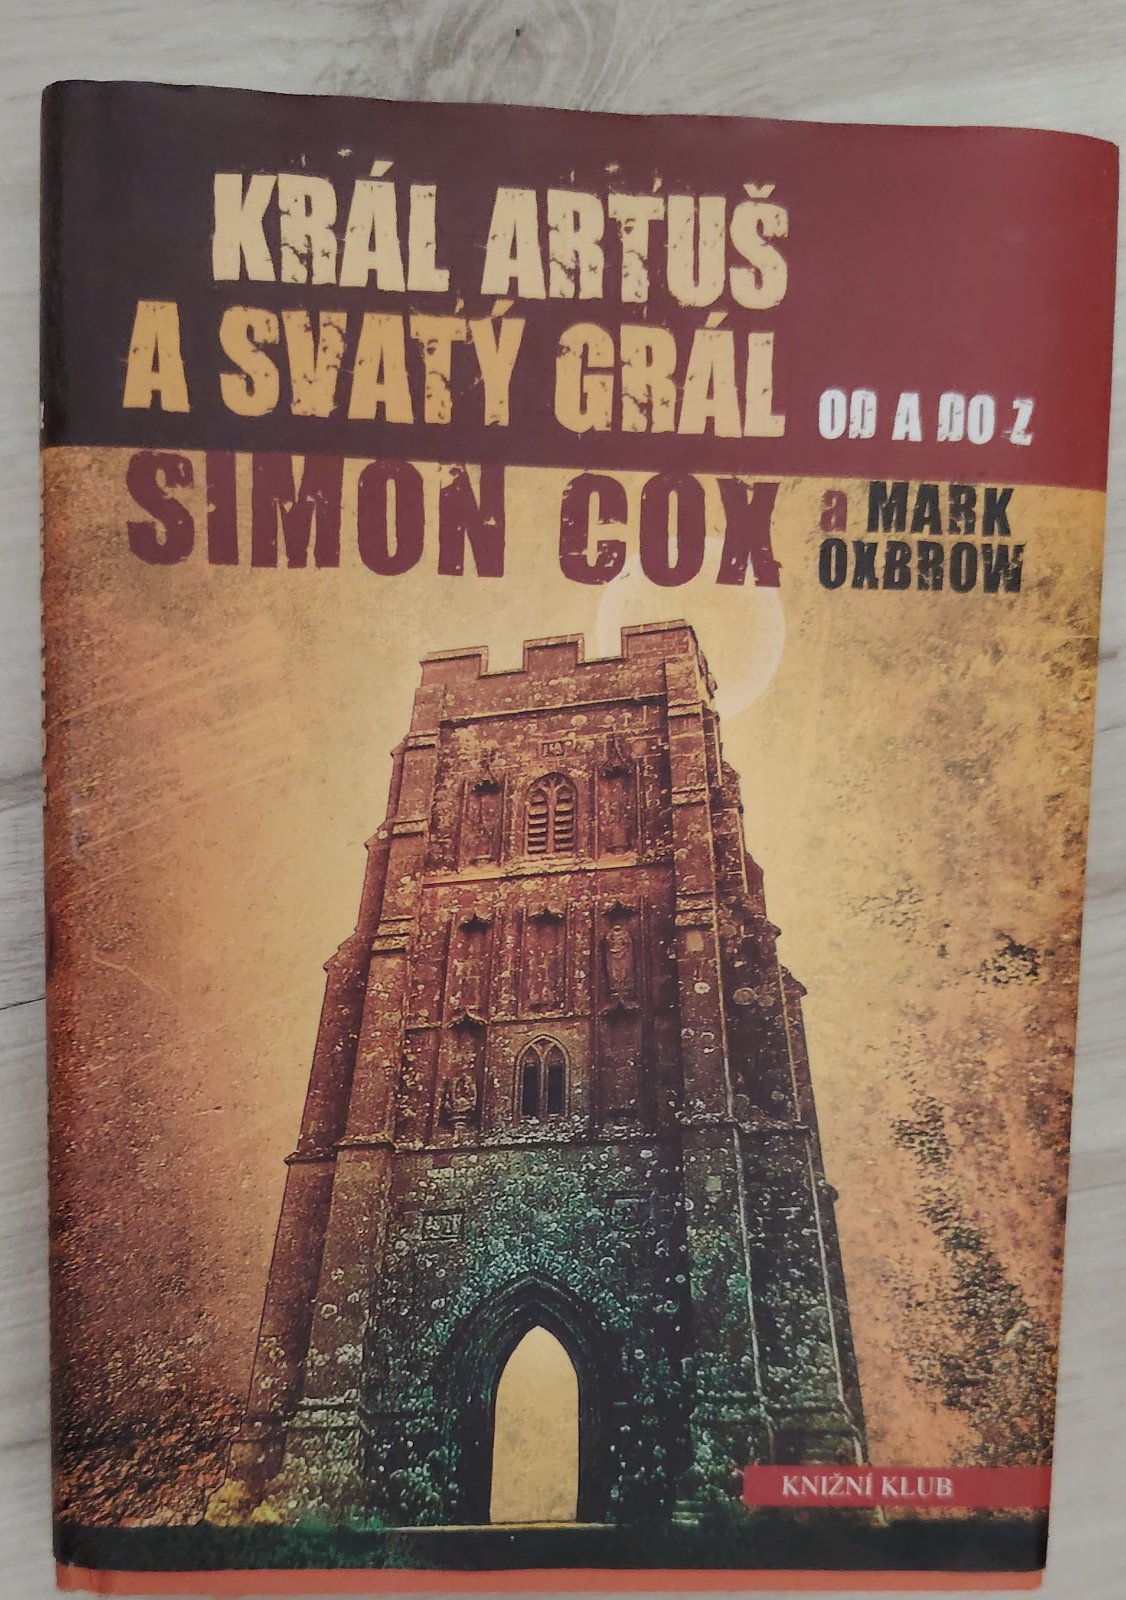 KRÁL ARTUŠ
A SVATÝ GRÁL OD A DO Z
SIMON COX a MARK
OXBROW
KNIŽNÍ KLUB